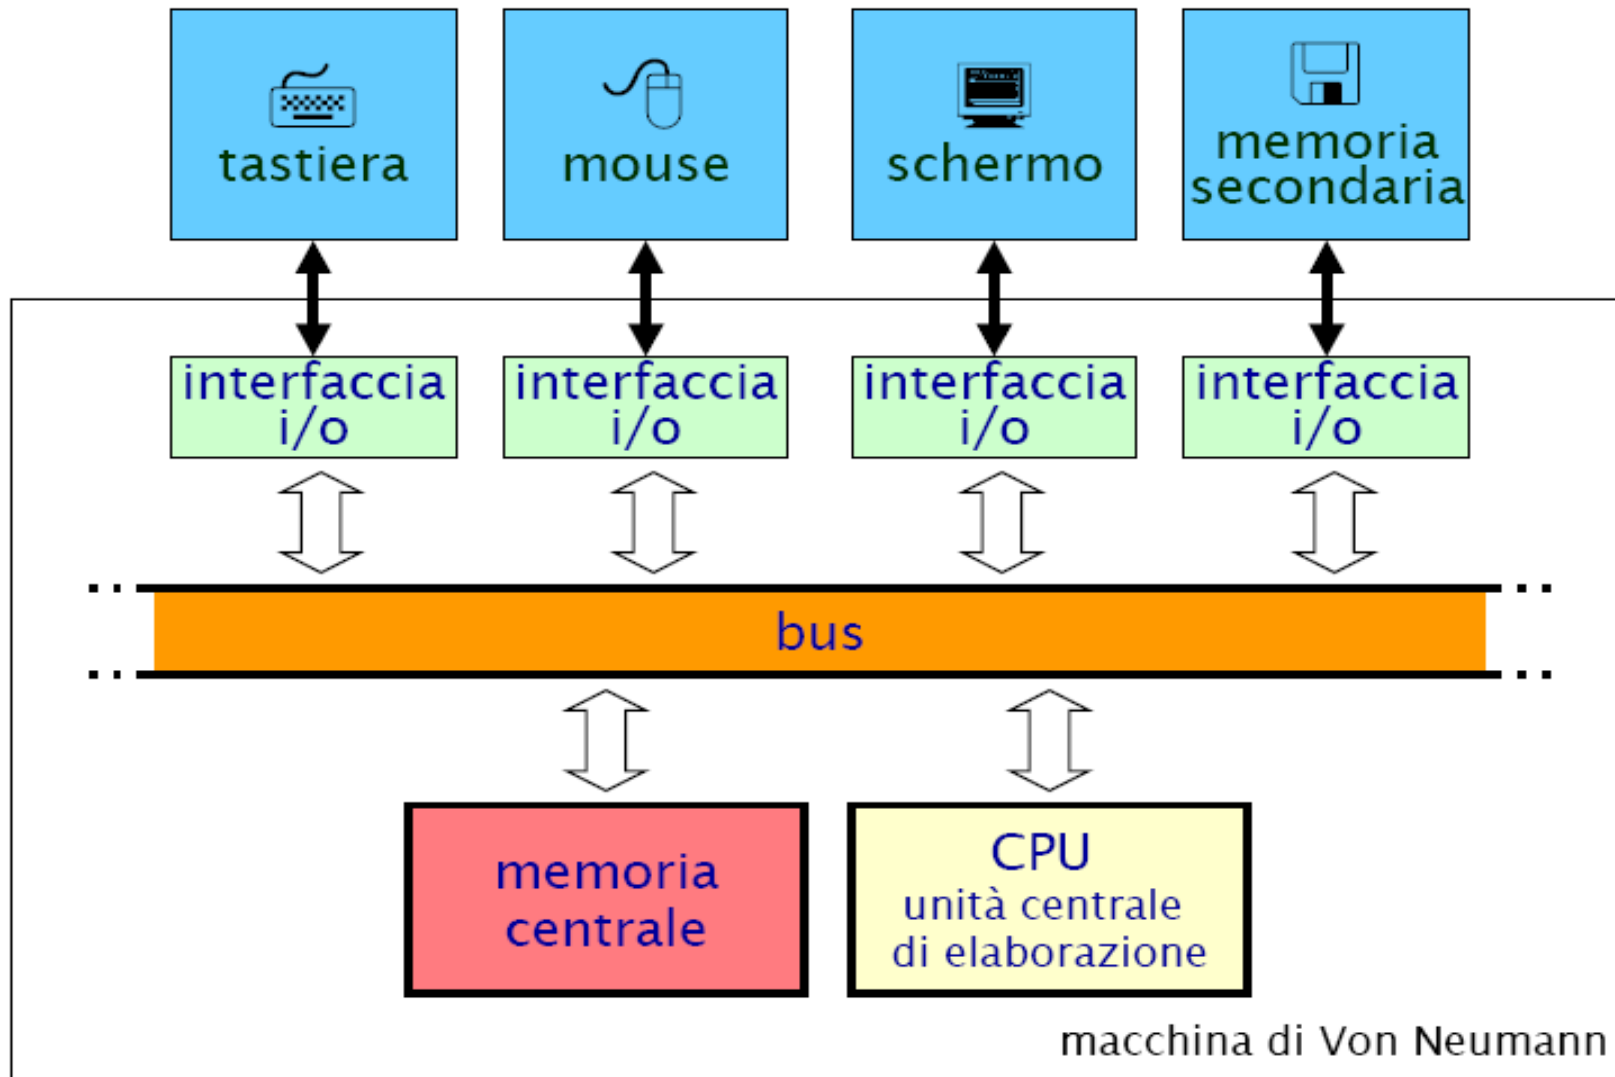 tastiera
mouse
schermo
memoria
secondaria
interfaccia
i/o
interfaccia
i/o
interfaccia
i/o
interfaccia
i/o
bus
memoria
centrale
CPU
unità centrale
di elaborazione
macchina di Von Neumann